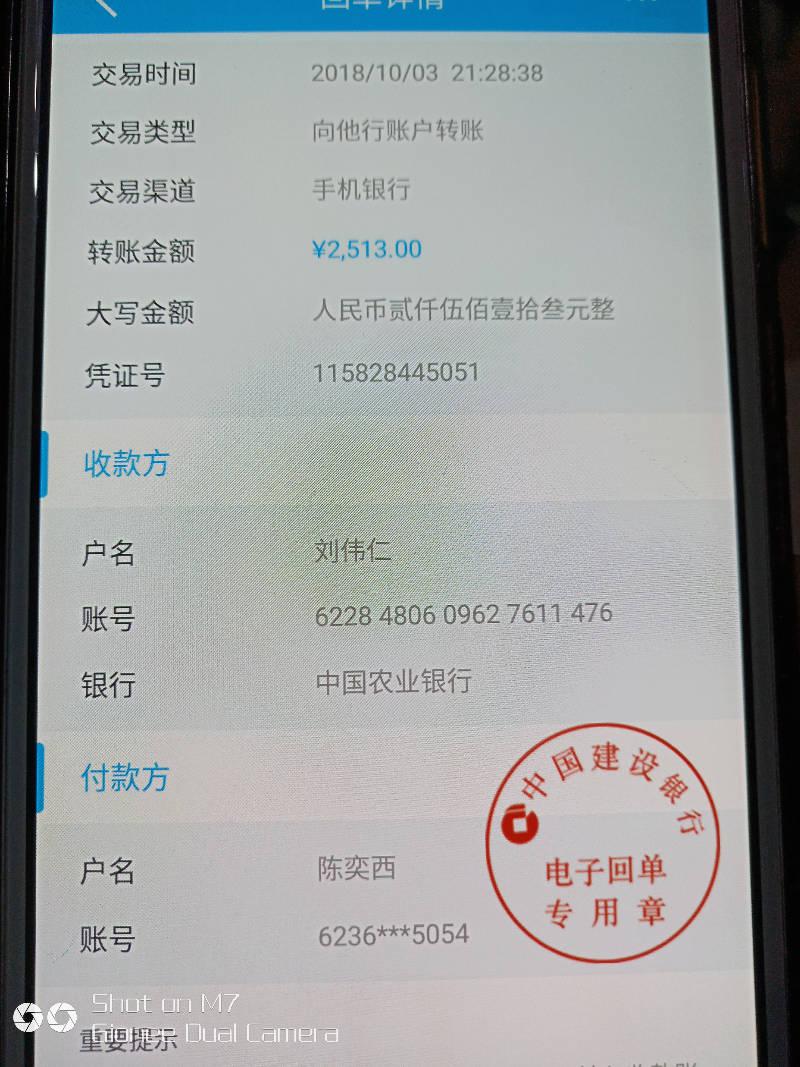 回单详情
交易时间 2018/10/03 21:28:38
交易类型 向他行账户转账
交易渠道 手机银行
转账金额 ¥2,513.00
大写金额 人民币贰仟伍佰壹拾叁元整
凭证号 115828445051
收款方
户名 刘伟仁
账号 6228 4806 0962 7611 476
银行 中国农业银行
付款方
中国建设银行
户名 陈奕西
电子回单
专用章
账号 6236***5054
Shot on M7
Gionee Dual Camera
重要提示